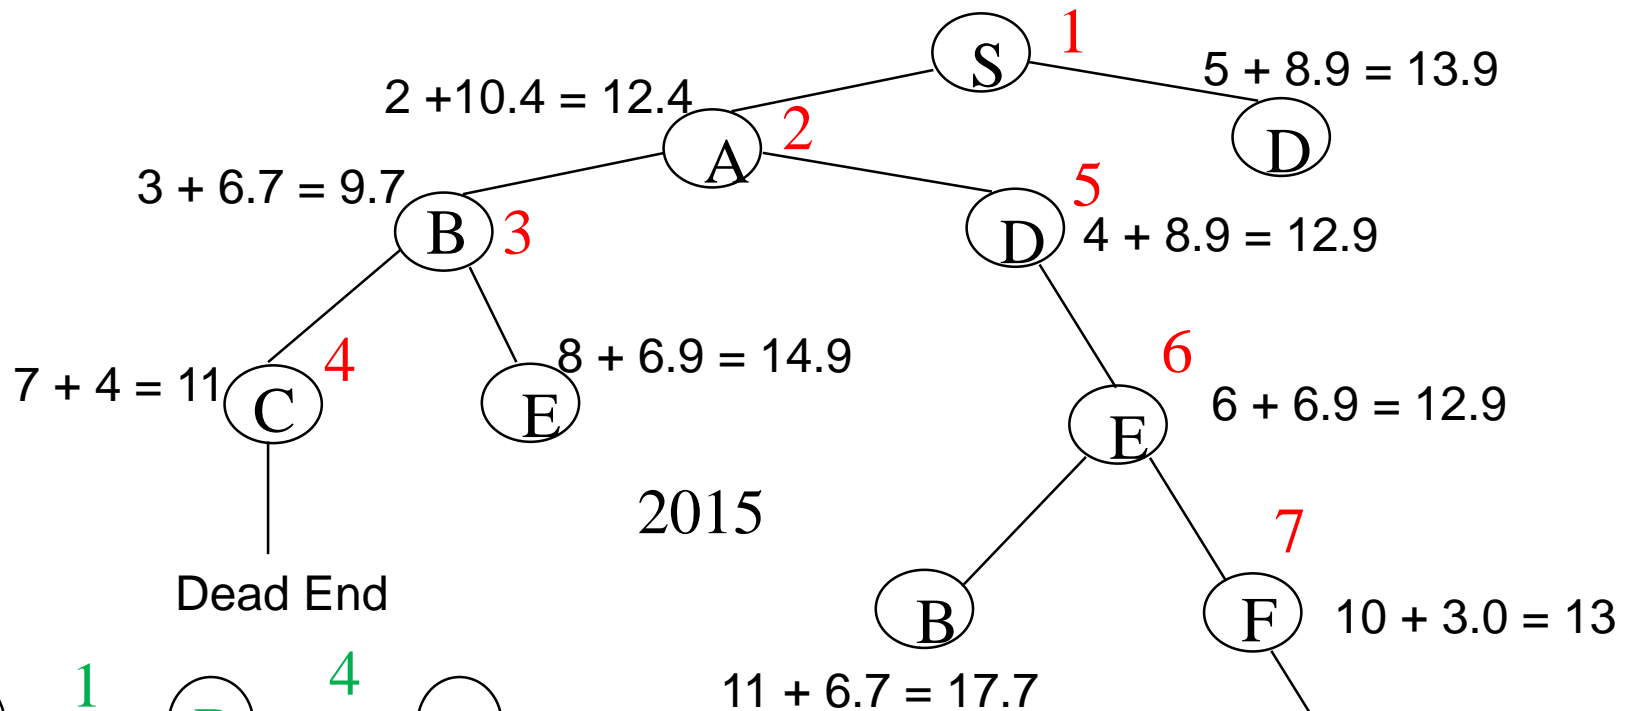 S
1
5 + 8.9 = 13.9
2 +10.4 = 12.4
A
2
D
3 + 6.7 = 9.7
B
3
D
5
4 + 8.9 = 12.9
7 + 4 = 11
C
4
8 + 6.9 = 14.9
E
6
E
6 + 6.9 = 12.9
2015
7
Dead End
B
F
10 + 3.0 = 13
1
4
11 + 6.7 = 17.7